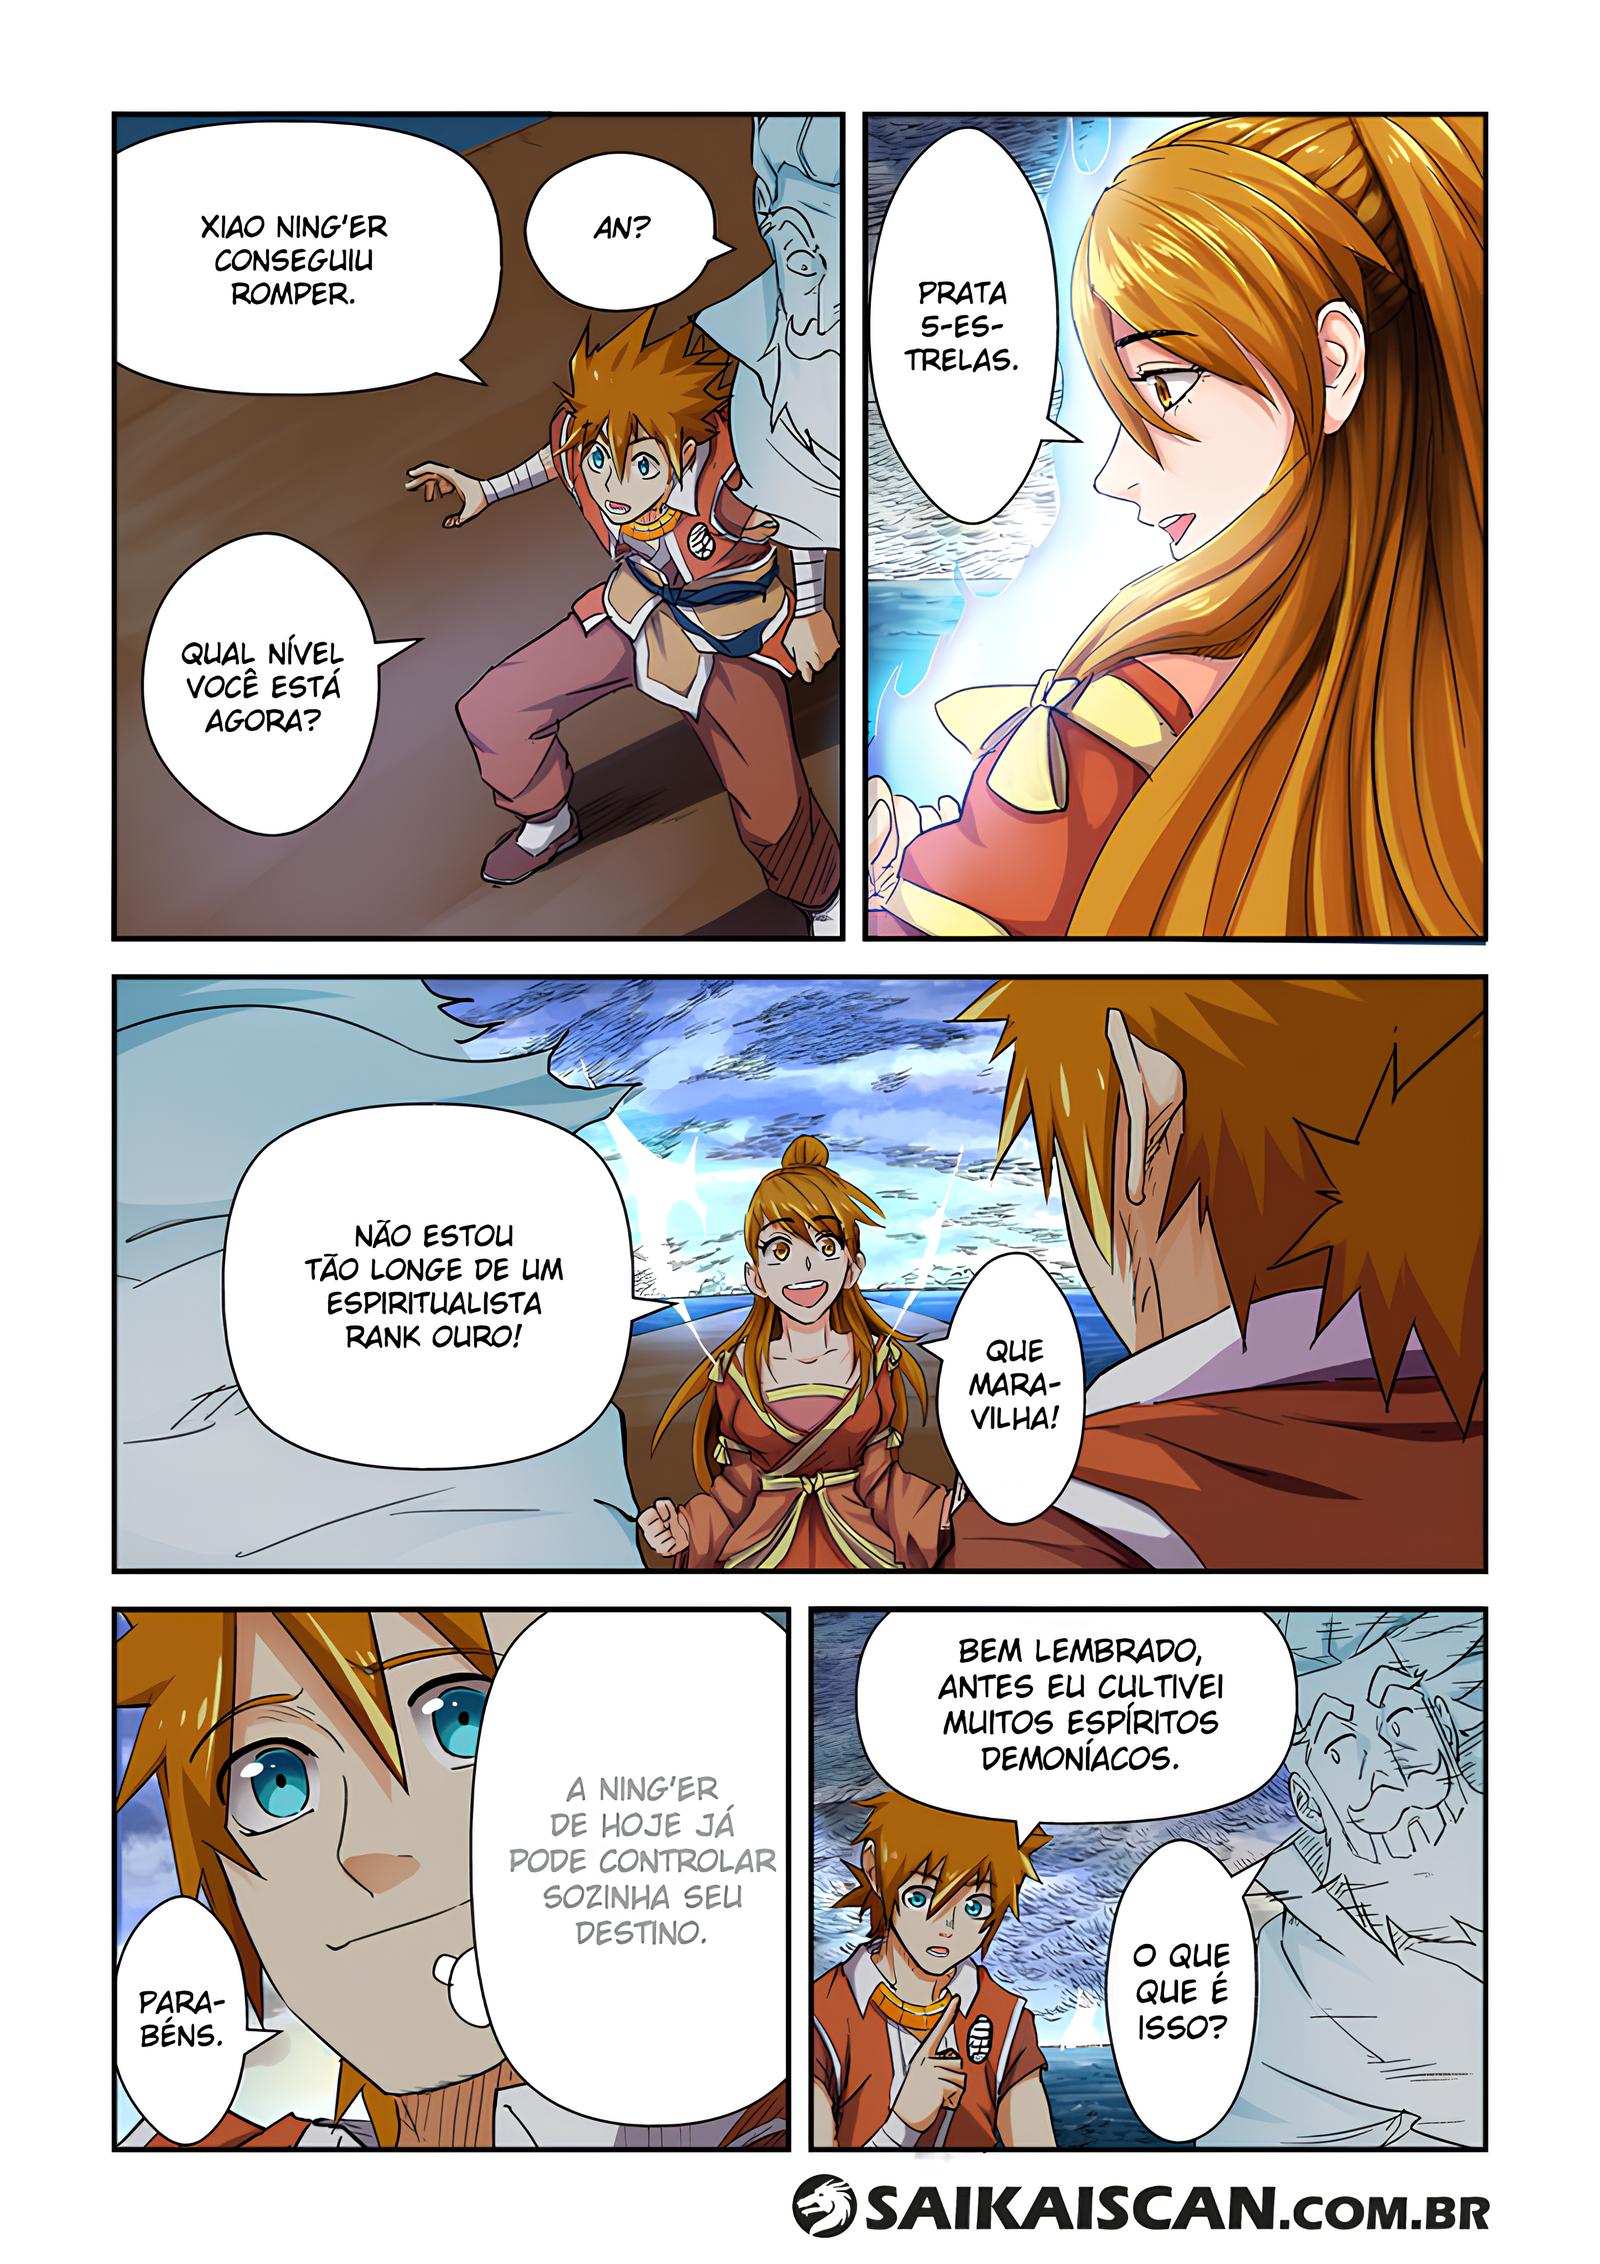 XIAO NING'ER
CONSEGUIU
ROMPER.
AN?
QUAL NÍVEL
VOCÊ ESTÁ
AGORA?
PRATA
5-ES-
TRELAS.
NÃO ESTOU
TÃO LONGE DE UM
ESPIRITUALISTA
RANK OURO!
QUE
MARA-
VILHA!
A NING'ER
DE HOJE JÁ
PODE CONTROLAR
SOZINHA SEU
DESTINO.
PARA-
BÉNS.
BEM LEMBRADO,
ANTES EU CULTIVEI
MUITOS ESPÍRITOS
DEMONÍACOS.
O QUE
QUE É
ISSO?
SAIKAISCAN.COM.BR